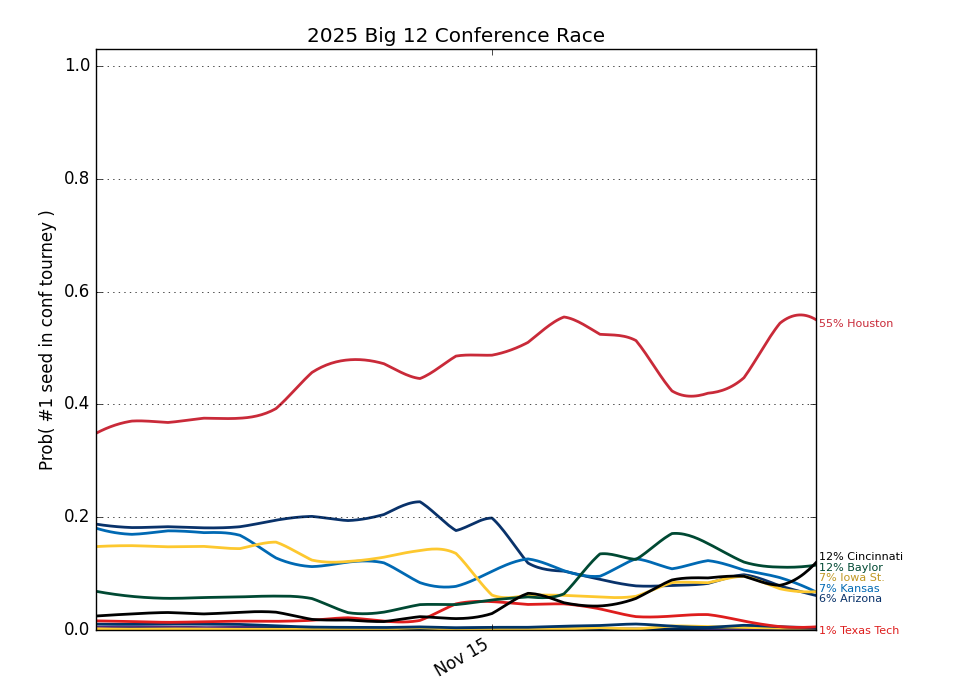 2025 Big 12 Conference Race
Prob( #1 seed in conf tourney )
1.0
0.8
0.6
0.4
0.2
0.0
Nov 15
55% Houston
12% Cincinnati
12% Baylor
7% Iowa St.
7% Kansas
6% Arizona
1% Texas Tech